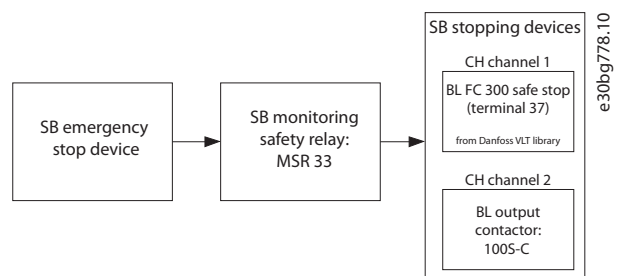 SB emergency
stop device
SB monitoring
safety relay:
MSR 33
SB stopping devices
CH channel 1
BL FC 300 safe stop
(terminal 37)
from Danfoss VLT library
CH channel 2
BL output
contactor:
100S-C
e30bg778.10